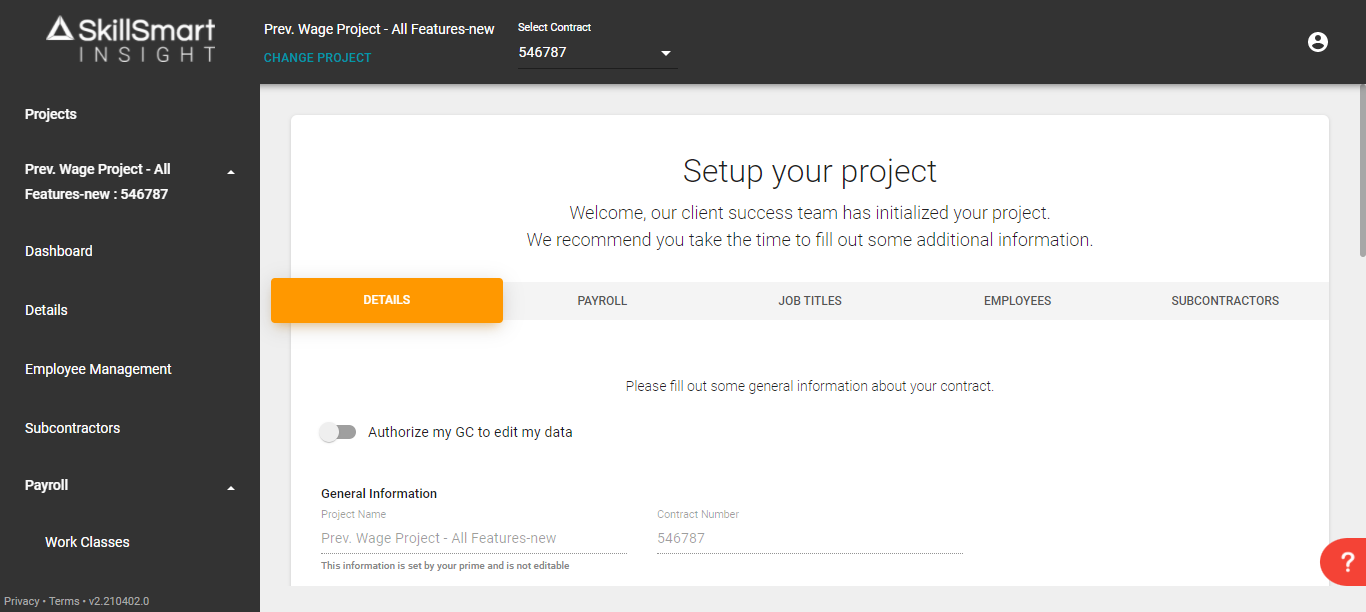 SkillSmart
INSIGHT
Prev. Wage Project - All Features-new
CHANGE PROJECT
Select Contract
546787
Projects
Prev. Wage Project - All
Features-new : 546787
Dashboard
Details
Employee Management
Subcontractors
Payroll
Work Classes
Privacy • Terms • v2.210402.0
Setup your project
Welcome, our client success team has initialized your project.
We recommend you take the time to fill out some additional information.
DETAILS
PAYROLL
JOB TITLES
EMPLOYEES
SUBCONTRACTORS
Please fill out some general information about your contract.
Authorize my GC to edit my data
General Information
Project Name
Prev. Wage Project - All Features-new
This information is set by your prime and is not editable
Contract Number
546787
?